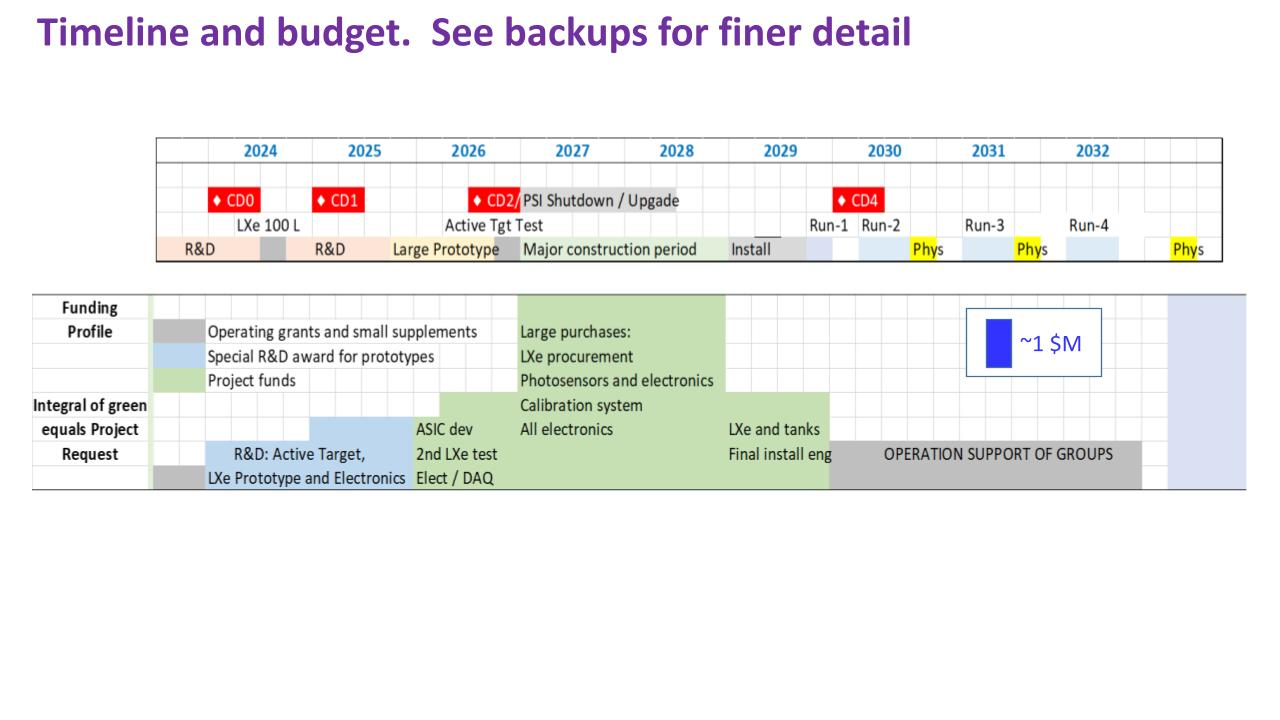 Timeline and budget.  See backups for finer detail
2024 2025 2026 2027 2028 2029 2030 2031 2032
♦ CD0 ♦ CD1 ♦ CD2/ PSI Shutdown / Upgade ♦ CD4
LXe 100 L Active Tgt Test Run-1 Run-2 Run-3 Run-4
R&D R&D Large Prototype Major construction period Install Phys Phys Phys
Funding
Profile Operating grants and small supplements Large purchases: ~1 $M
Special R&D award for prototypes LXe procurement
Project funds Photosensors and electronics
Integral of green Calibration system
equals Project ASIC dev All electronics LXe and tanks
Request R&D: Active Target, 2nd LXe test Final install eng OPERATION SUPPORT OF GROUPS
LXe Prototype and Electronics Elect / DAQ